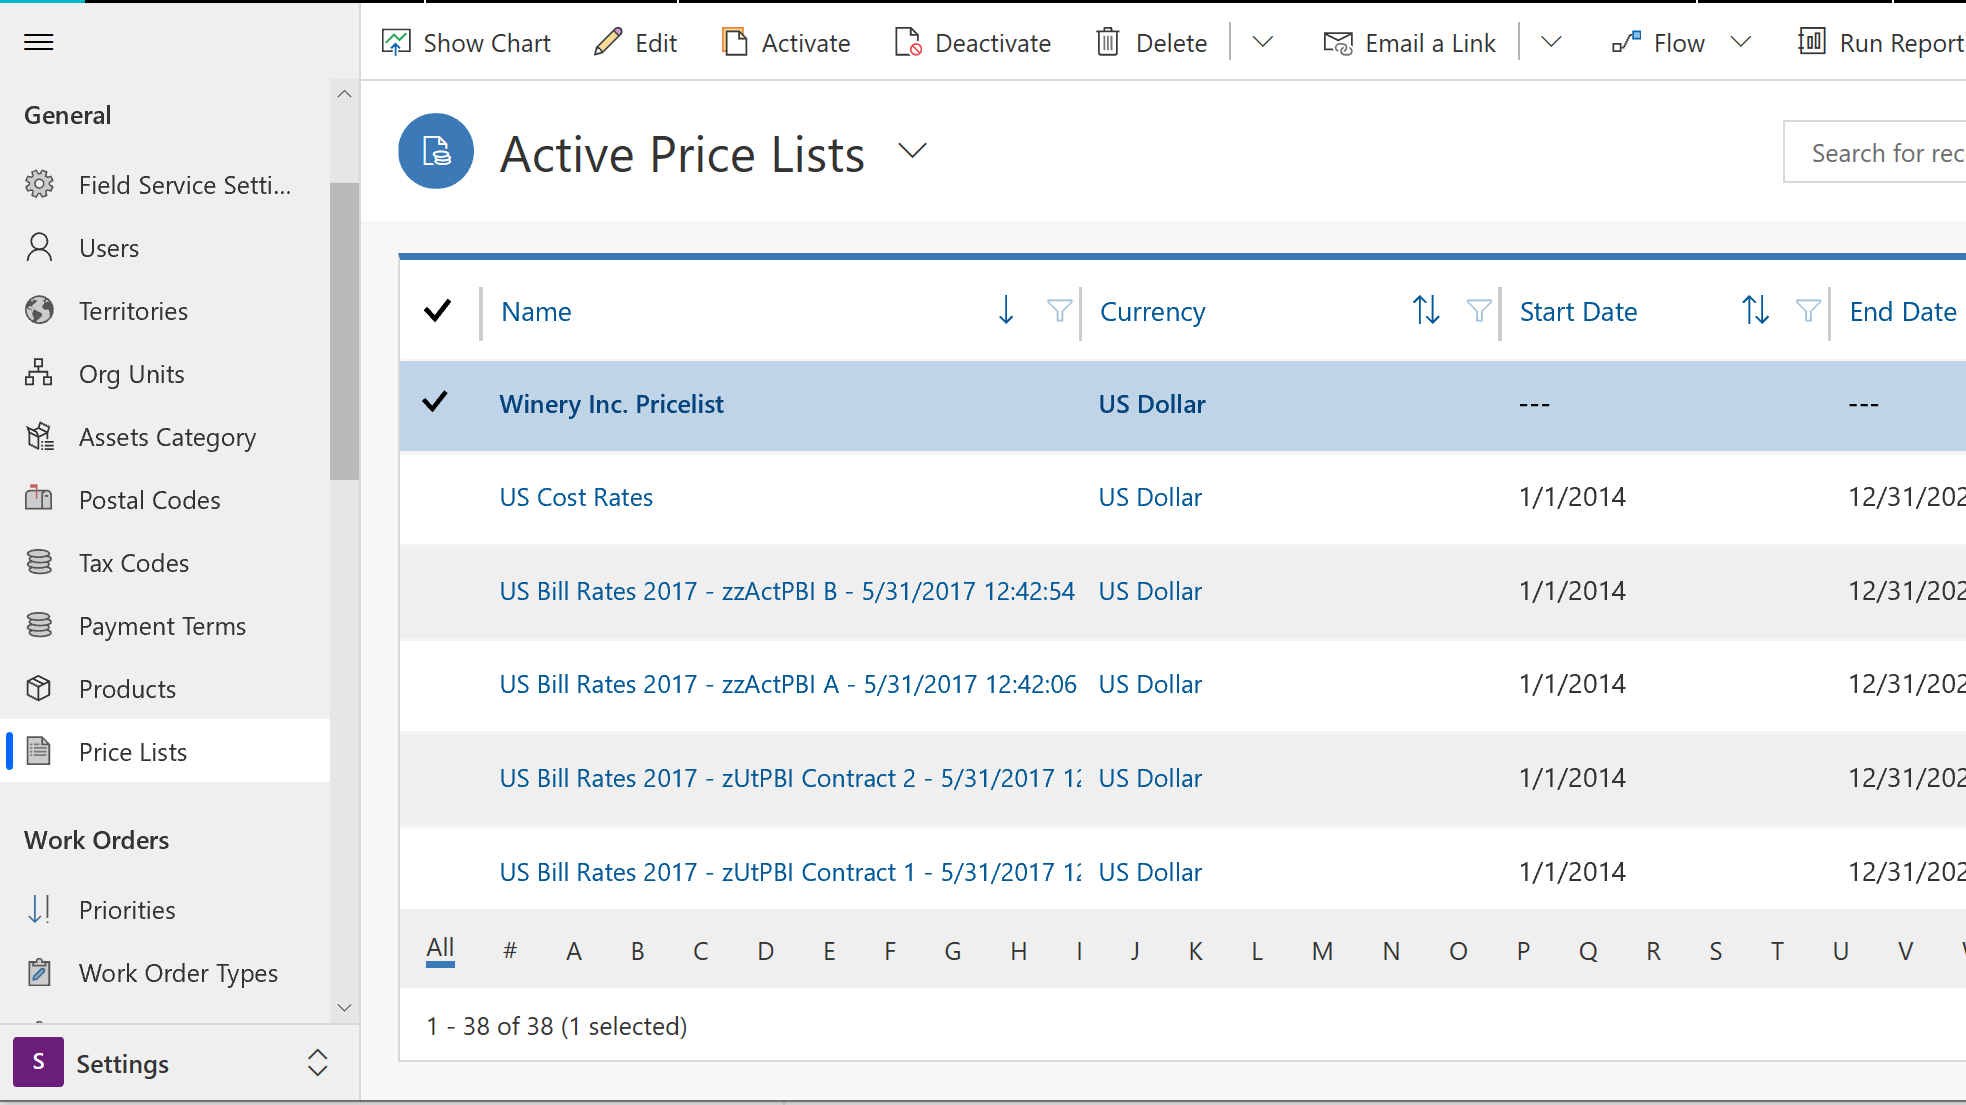 Show Chart Edit Activate Deactivate Delete Email a Link Flow Run Report
General
Field Service Setti...
Users
Territories
Org Units
Assets Category
Postal Codes
Tax Codes
Payment Terms
Products
Price Lists
Work Orders
Priorities
Work Order Types
S Settings
Active Price Lists
Search for rec
Name Currency Start Date End Date
Winery Inc. Pricelist US Dollar --- ---
US Cost Rates US Dollar 1/1/2014 12/31/202
US Bill Rates 2017 - zzActPBI B - 5/31/2017 12:42:54 US Dollar 1/1/2014 12/31/202
US Bill Rates 2017 - zzActPBI A - 5/31/2017 12:42:06 US Dollar 1/1/2014 12/31/202
US Bill Rates 2017 - zUtPBI Contract 2 - 5/31/2017 12 US Dollar 1/1/2014 12/31/202
US Bill Rates 2017 - zUtPBI Contract 1 - 5/31/2017 12 US Dollar 1/1/2014 12/31/202
All # A B C D E F G H I J K L M N O P Q R S T U V
1 - 38 of 38 (1 selected)